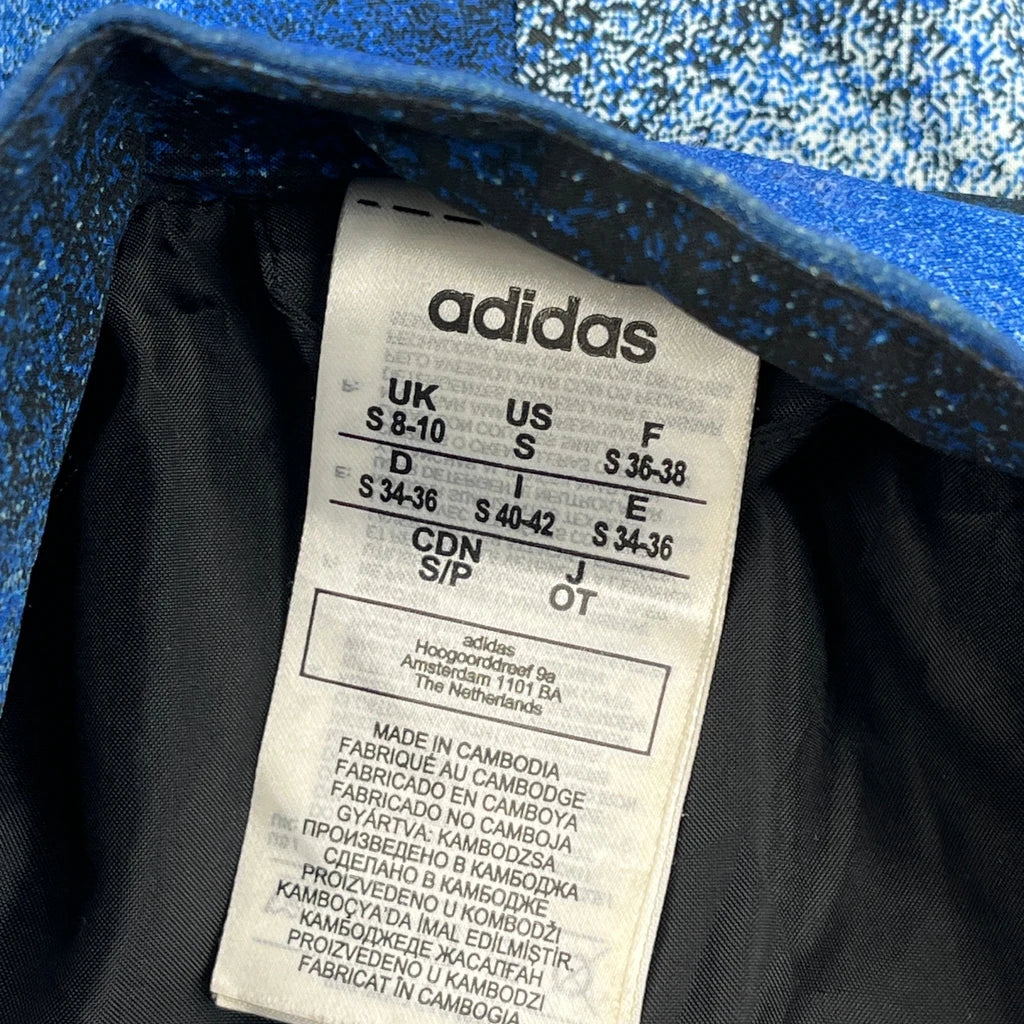 adidas
UK US F
S 8-10 S S 36-38
D I E
S 34-36 S 40-42 S 34-36
CDN J
S/P OT
adidas
Hoogoorddreef 9a
Amsterdam 1101 BA
The Netherlands
MADE IN CAMBODIA
FABRIQUÉ AU CAMBODGE
FABRICADO EN CAMBOYA
FABRICADO NO CAMBOJA
GYÁRTVA: KAMBODZSA
ПРОИЗВЕДЕНО В КАМБОДЖА
СДЕЛАНО В КАМБОДЖЕ
PROIZVEDENO U KOMBODŽI
KAMBOÇYA'DA İMAL EDİLMİŞTİR.
КАМБОДЖЕДЕ ЖАСАЛҒАН
PROIZVEDENO U KAMBODZI
FABRICAT ÎN CAMBOGIA